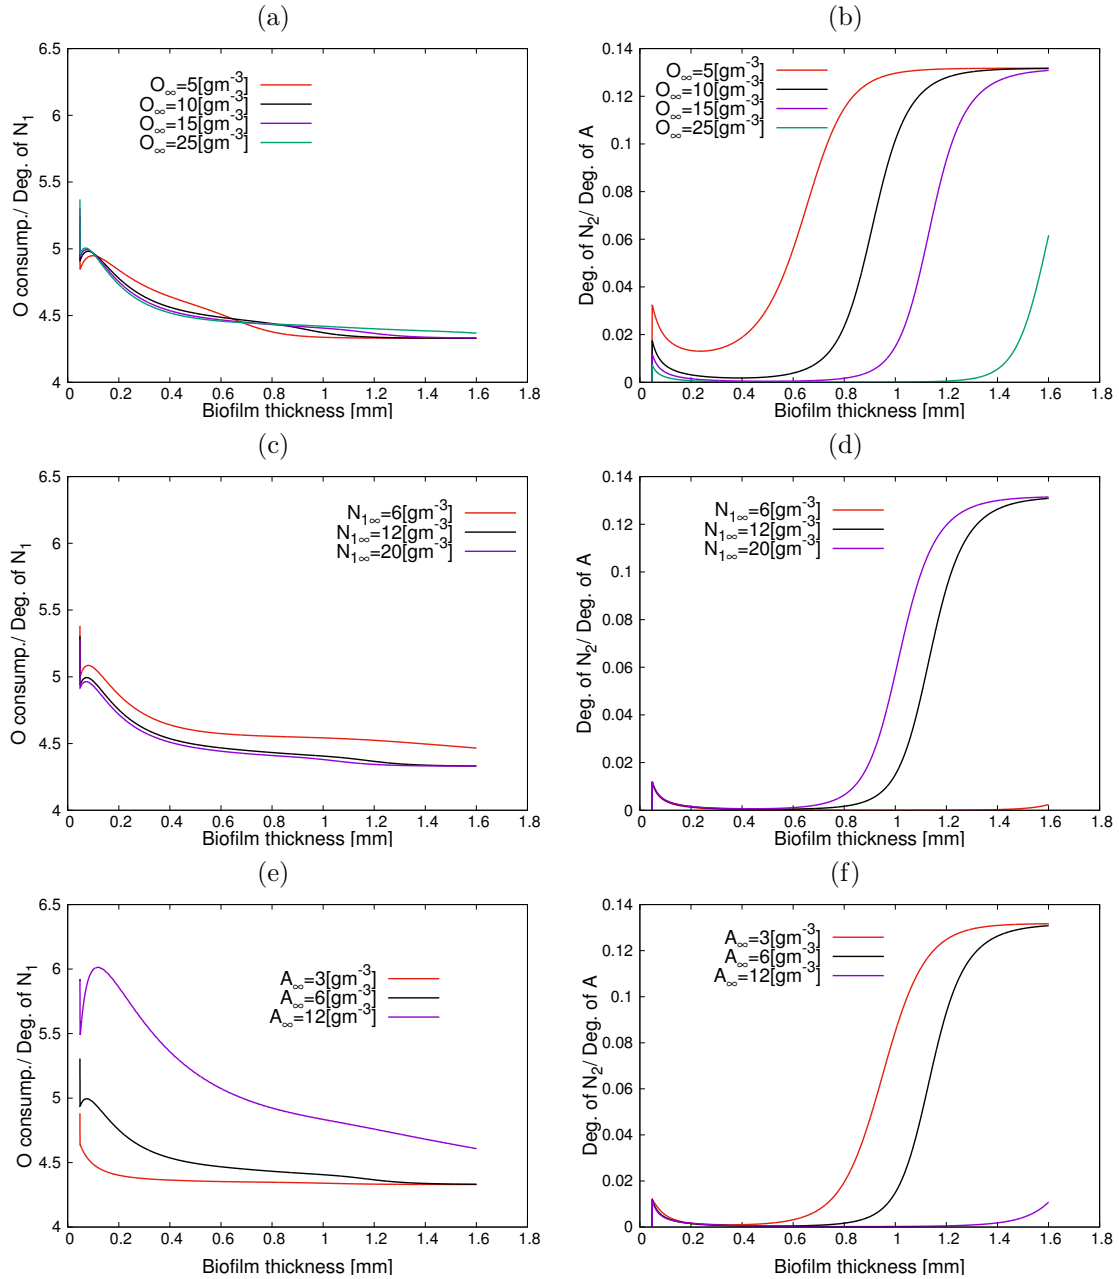 (a)
6.5
6
5.5
5
4.5
4
0 0.2 0.4 0.6 0.8 1 1.2 1.4 1.6 1.8
O consump./ Deg. of N₁
Biofilm thickness [mm]
O∞=5[gm⁻³]
O∞=10[gm⁻³]
O∞=15[gm⁻³]
O∞=25[gm⁻³]
(b)
0.14
0.12
0.1
0.08
0.06
0.04
0.02
0
0 0.2 0.4 0.6 0.8 1 1.2 1.4 1.6 1.8
Deg. of N₂/ Deg. of A
Biofilm thickness [mm]
O∞=5[gm⁻³]
O∞=10[gm⁻³]
O∞=15[gm⁻³]
O∞=25[gm⁻³]
(c)
6.5
6
5.5
5
4.5
4
0 0.2 0.4 0.6 0.8 1 1.2 1.4 1.6 1.8
O consump./ Deg. of N₁
Biofilm thickness [mm]
N₁∞=6[gm⁻³]
N₁∞=12[gm⁻³]
N₁∞=20[gm⁻³]
(d)
0.14
0.12
0.1
0.08
0.06
0.04
0.02
0
0 0.2 0.4 0.6 0.8 1 1.2 1.4 1.6 1.8
Deg. of N₂/ Deg. of A
Biofilm thickness [mm]
N₁∞=6[gm⁻³]
N₁∞=12[gm⁻³]
N₁∞=20[gm⁻³]
(e)
6.5
6
5.5
5
4.5
4
0 0.2 0.4 0.6 0.8 1 1.2 1.4 1.6 1.8
O consump./ Deg. of N₁
Biofilm thickness [mm]
A∞=3[gm⁻³]
A∞=6[gm⁻³]
A∞=12[gm⁻³]
(f)
0.14
0.12
0.1
0.08
0.06
0.04
0.02
0
0 0.2 0.4 0.6 0.8 1 1.2 1.4 1.6 1.8
Deg. of N₂/ Deg. of A
Biofilm thickness [mm]
A∞=3[gm⁻³]
A∞=6[gm⁻³]
A∞=12[gm⁻³]